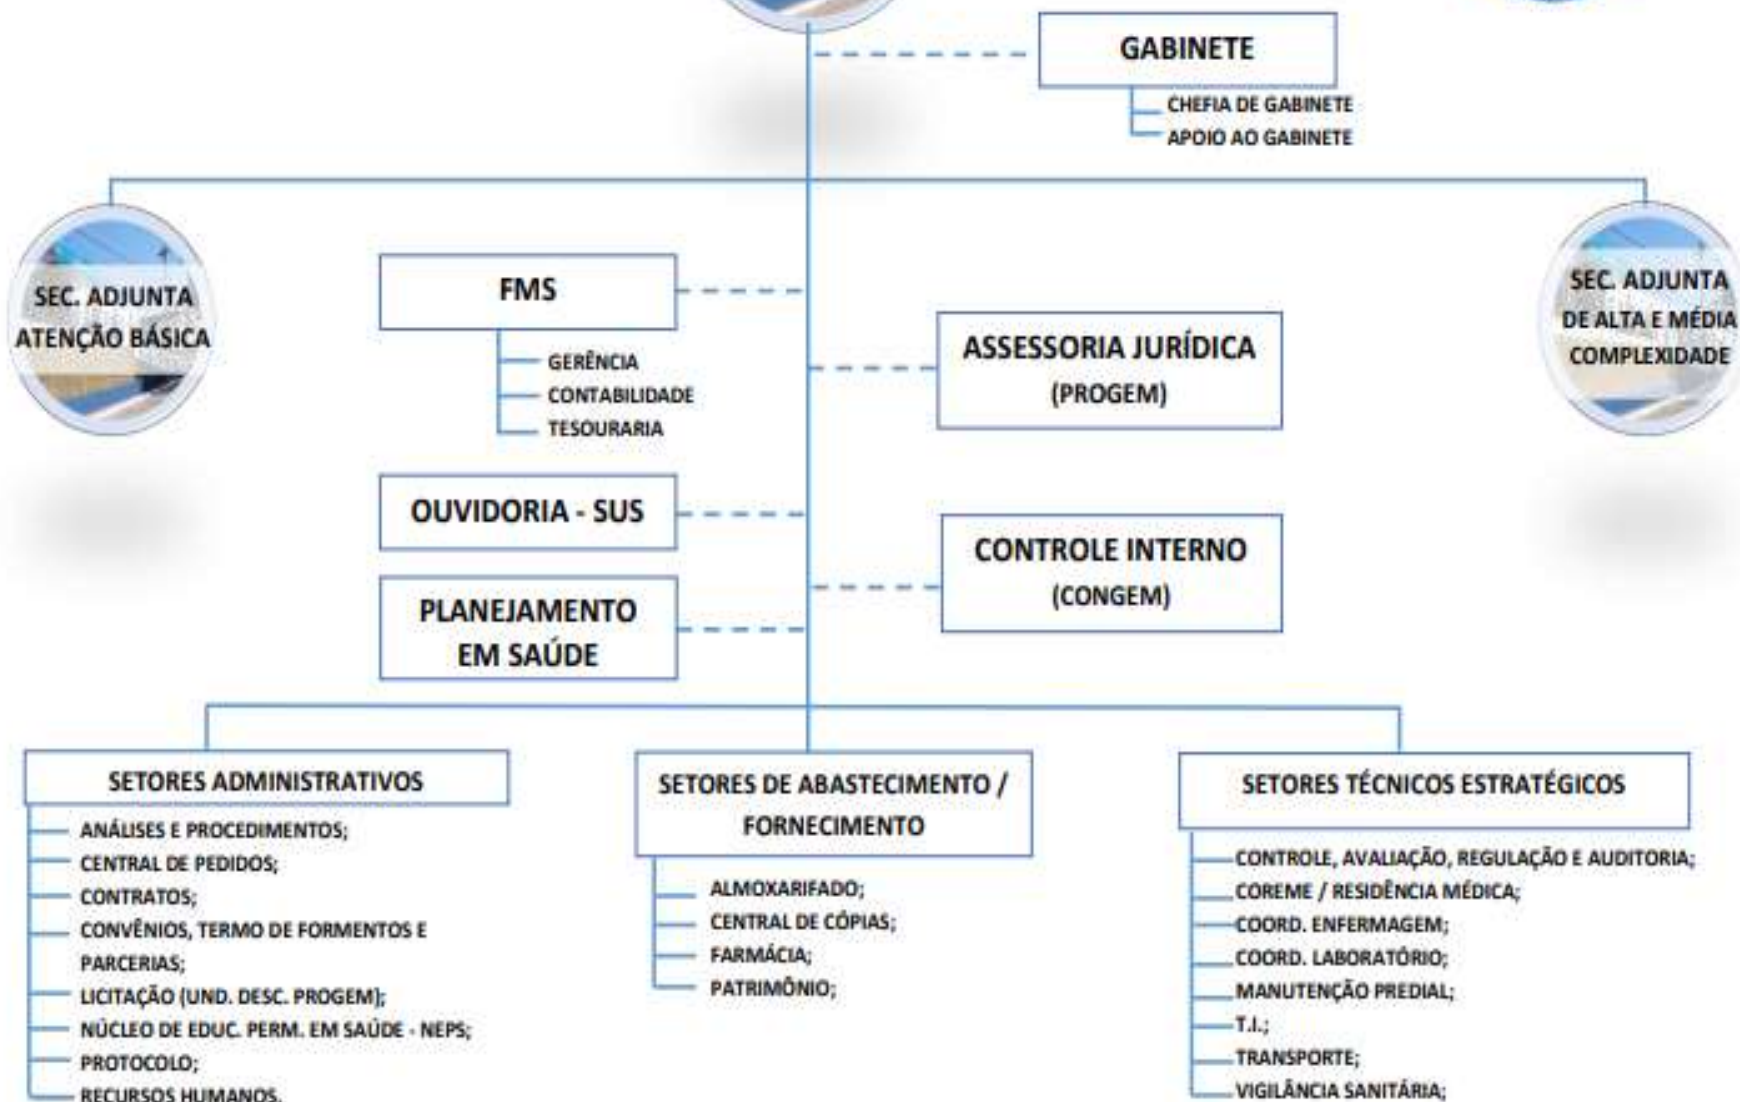 GABINETE
CHEFIA DE GABINETE
APOIO AO GABINETE
SEC. ADJUNTA
ATENÇÃO BÁSICA
FMS
GERÊNCIA
CONTABILIDADE
TESOURARIA
ASSESSORIA JURÍDICA
(PROGEM)
SEC. ADJUNTA
DE ALTA E MÉDIA
COMPLEXIDADE
OUVIDORIA - SUS
CONTROLE INTERNO
(CONGEM)
PLANEJAMENTO
EM SAÚDE
SETORES ADMINISTRATIVOS
ANÁLISES E PROCEDIMENTOS;
CENTRAL DE PEDIDOS;
CONTRATOS;
CONVÊNIOS, TERMO DE FORMENTOS E
PARCERIAS;
LICITAÇÃO (UND. DESC. PROGEM);
NÚCLEO DE EDUC. PERM. EM SAÚDE - NEPS;
PROTOCOLO;
RECURSOS HUMANOS.
SETORES DE ABASTECIMENTO /
FORNECIMENTO
ALMOXARIFADO;
CENTRAL DE CÓPIAS;
FARMÁCIA;
PATRIMÔNIO;
SETORES TÉCNICOS ESTRATÉGICOS
CONTROLE, AVALIAÇÃO, REGULAÇÃO E AUDITORIA;
COREME / RESIDÊNCIA MÉDICA;
COORD. ENFERMAGEM;
COORD. LABORATÓRIO;
MANUTENÇÃO PREDIAL;
T.I.;
TRANSPORTE;
VIGILÂNCIA SANITÁRIA;